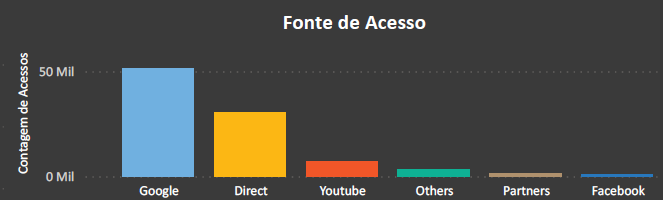 Fonte de Acesso
Contagem de Acessos
50 Mil
0 Mil
Google Direct Youtube Others Partners Facebook